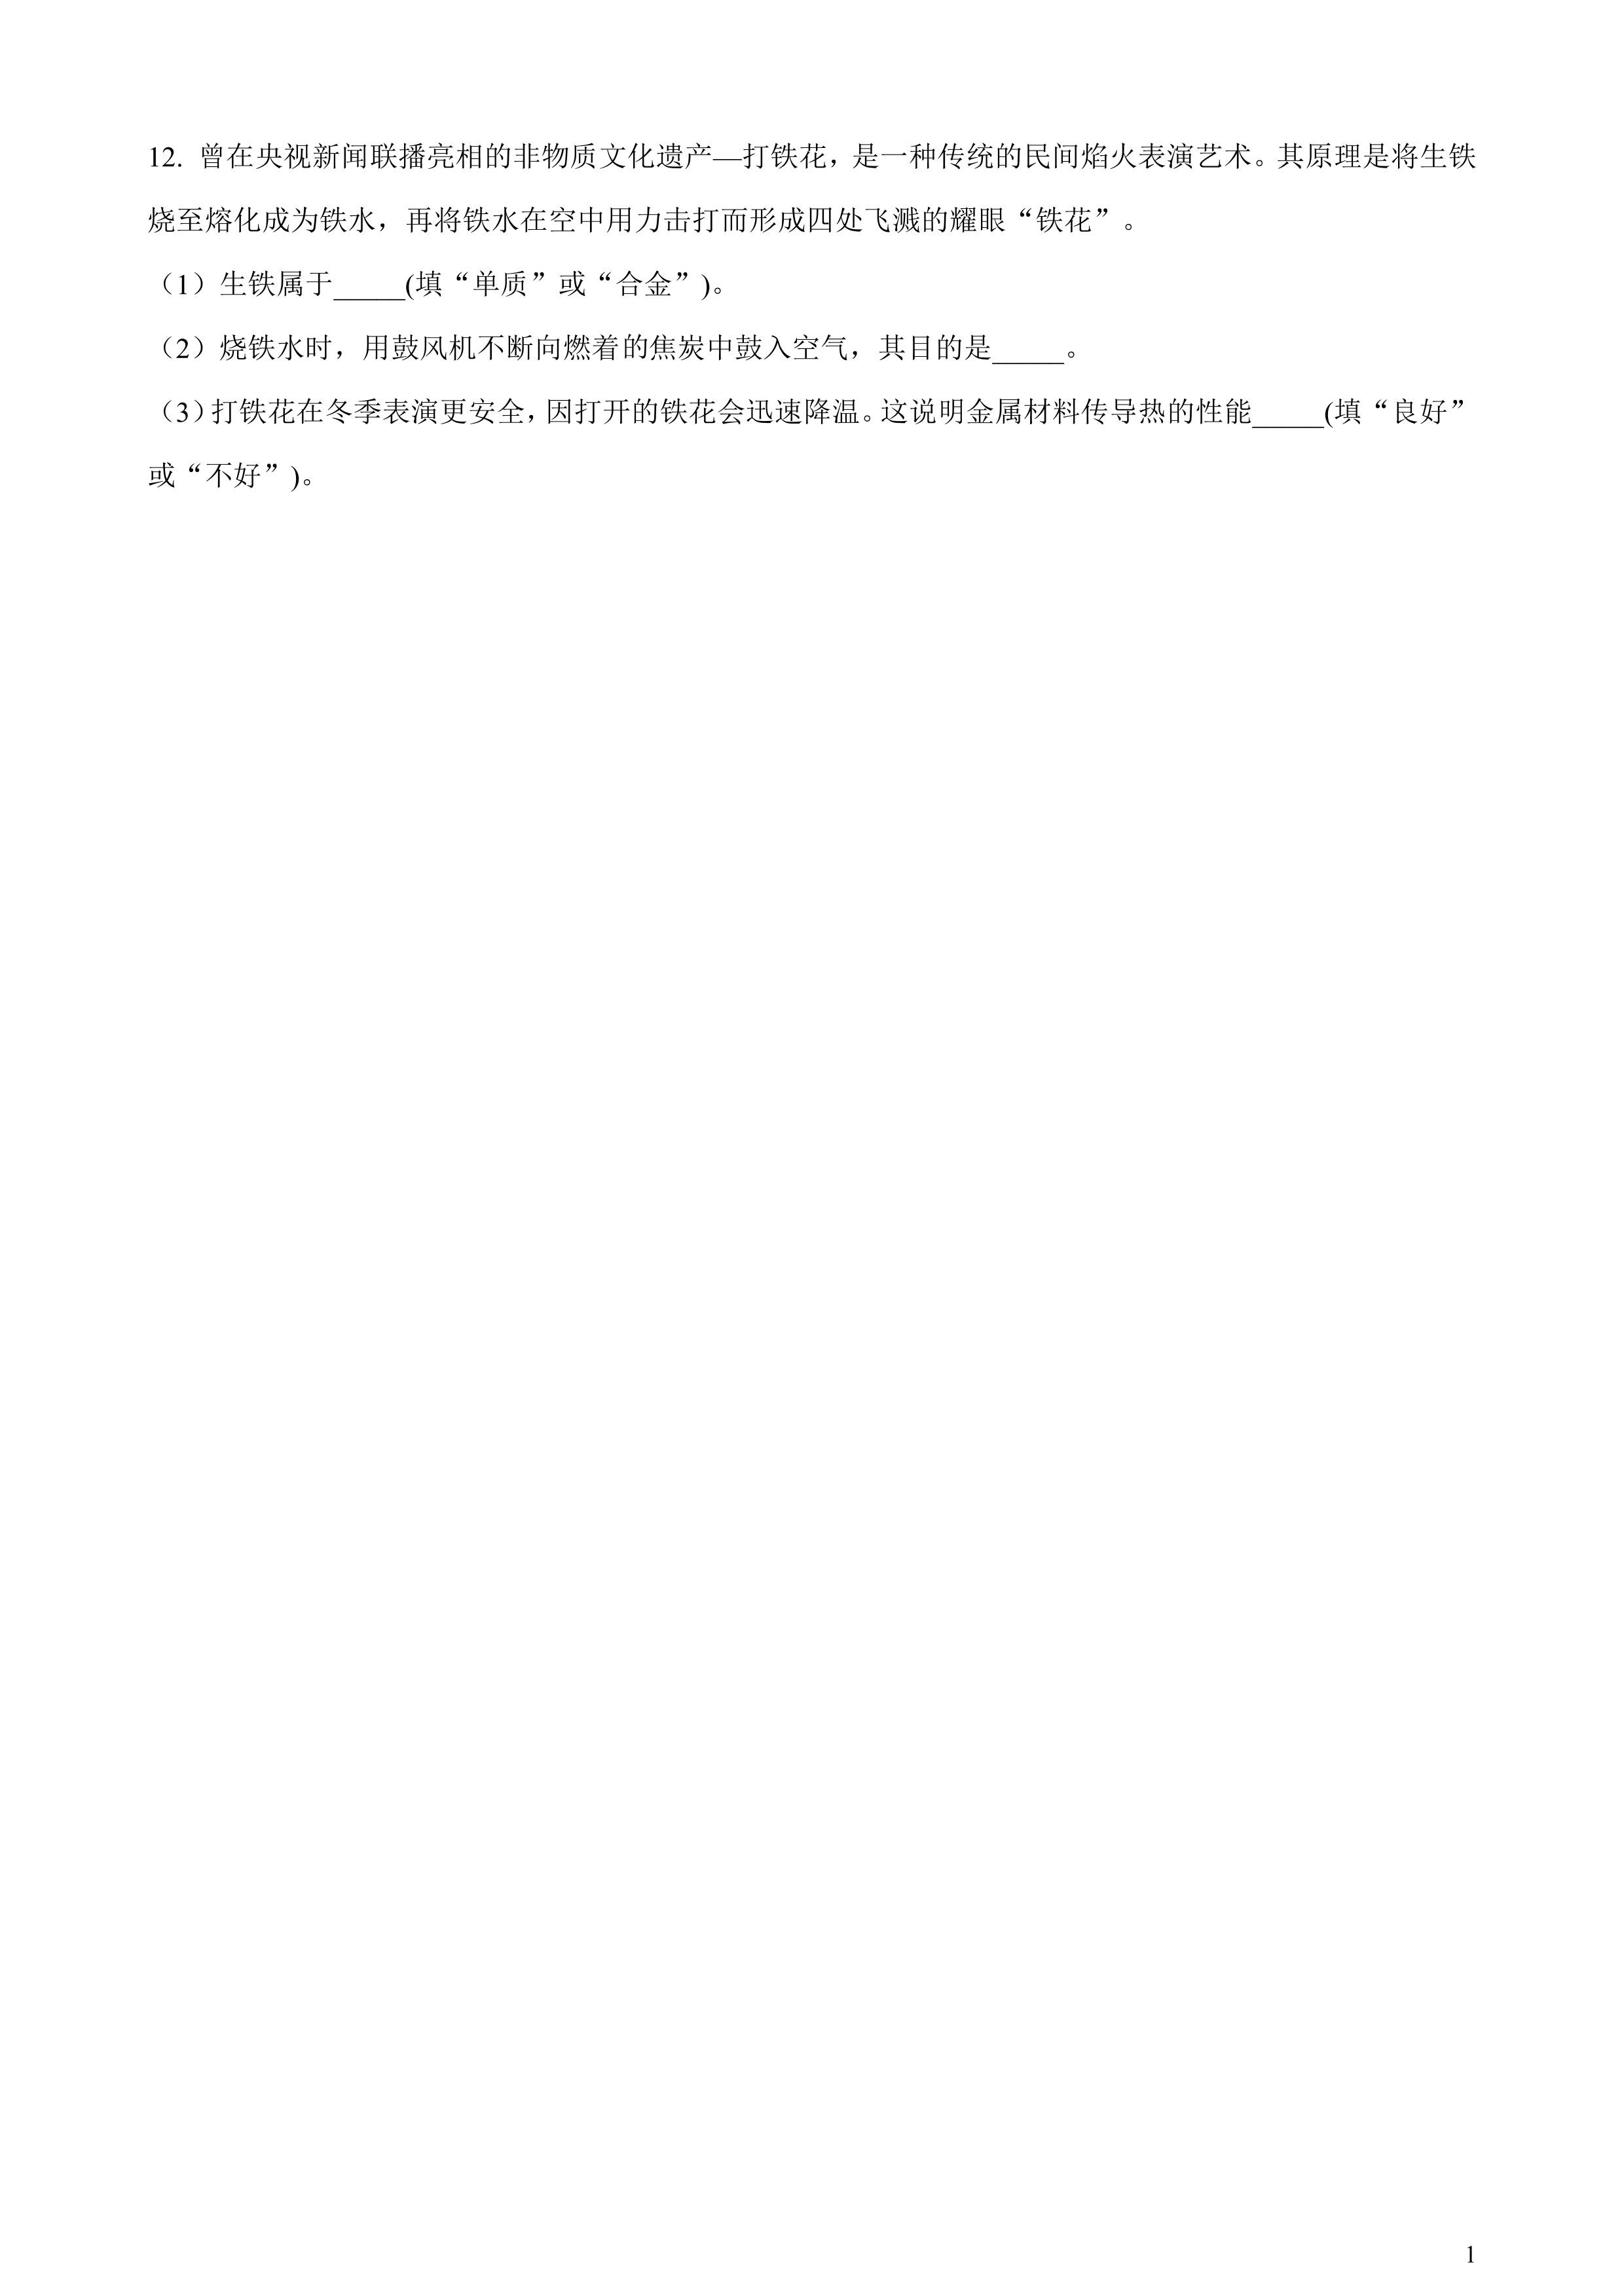 12. 曾在央视新闻联播亮相的非物质文化遗产—打铁花，是一种传统的民间焰火表演艺术。其原理是将生铁
烧至熔化成为铁水，再将铁水在空中用力击打而形成四处飞溅的耀眼“铁花”。
（1）生铁属于_____(填“单质”或“合金”)。
（2）烧铁水时，用鼓风机不断向燃着的焦炭中鼓入空气，其目的是_____。
（3）打铁花在冬季表演更安全，因打开的铁花会迅速降温。这说明金属材料传导热的性能_____(填“良好”
或“不好”)。
1